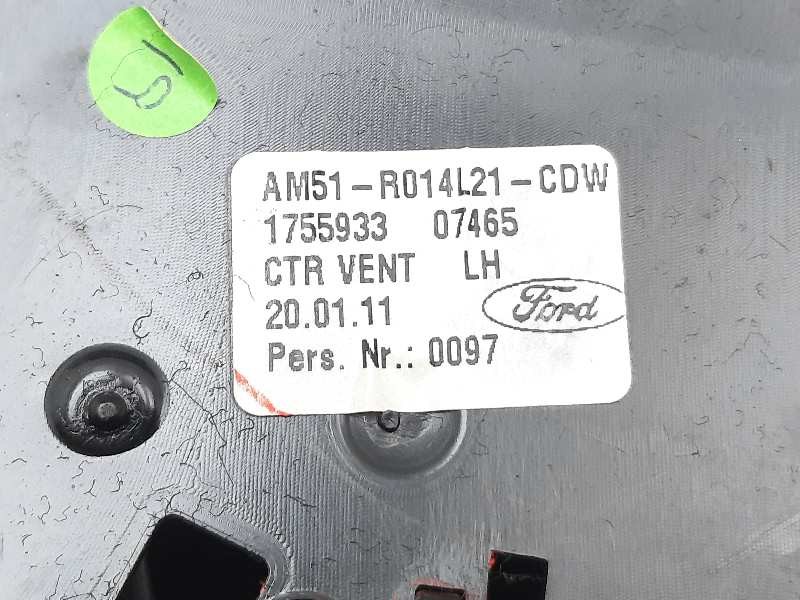 AM51-R014L21-CDW
1755933 07465
CTR VENT LH
20.01.11
Ford
Pers. Nr.: 0097